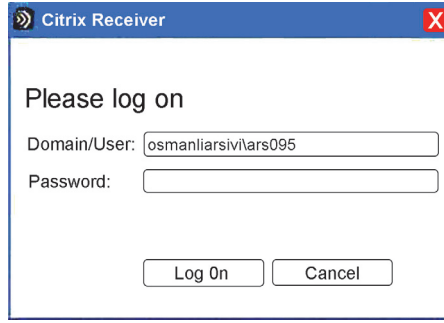 Citrix Receiver X
Please log on
Domain/User: osmanliarsivi\ars095
Password:
Log 0n Cancel